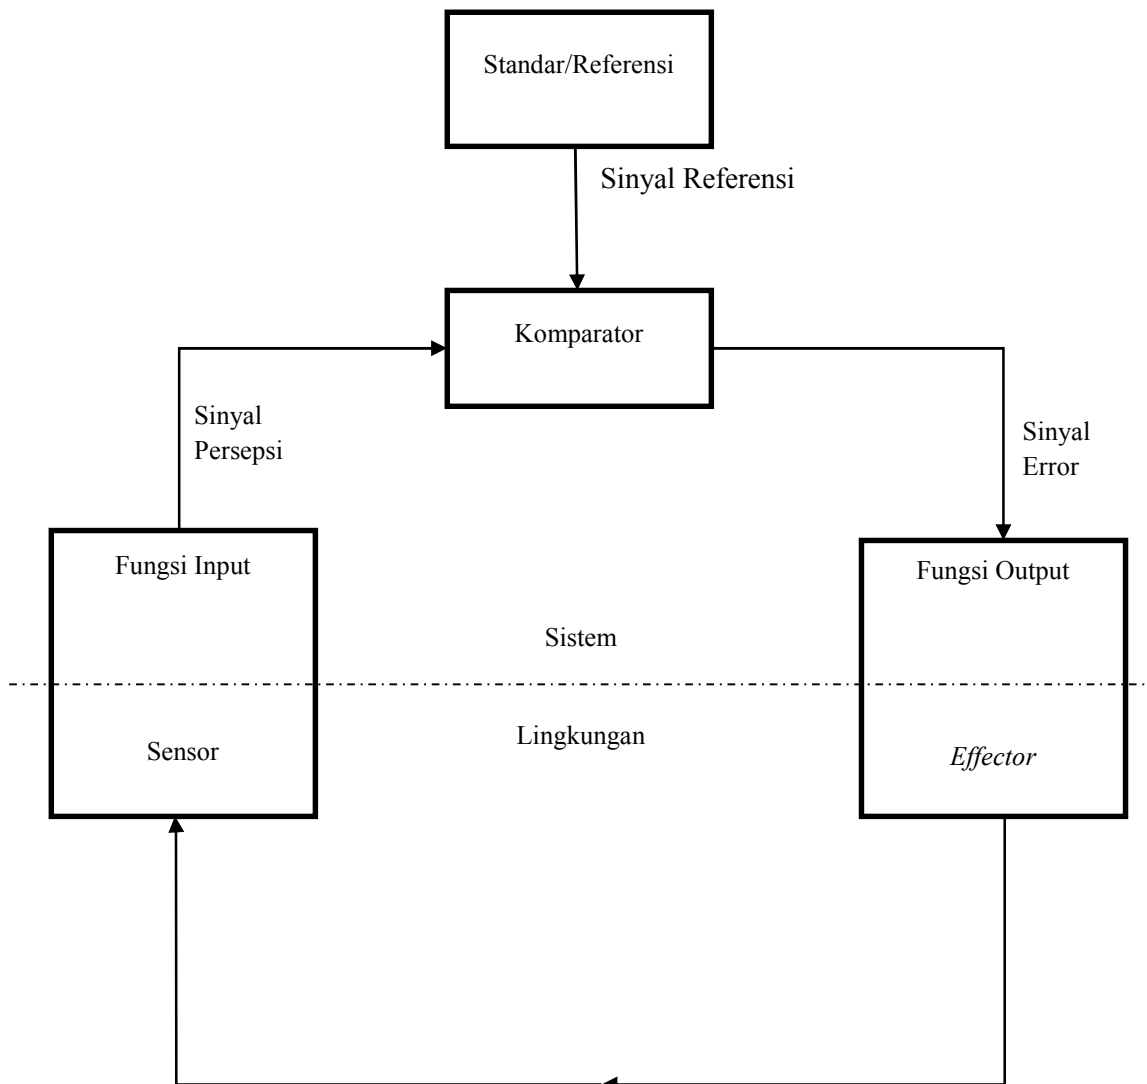 Standar/Referensi
Sinyal Referensi
Komparator
Sinyal
Persepsi
Sinyal
Error
Fungsi Input
Fungsi Output
Sistem
Lingkungan
Sensor
Effector